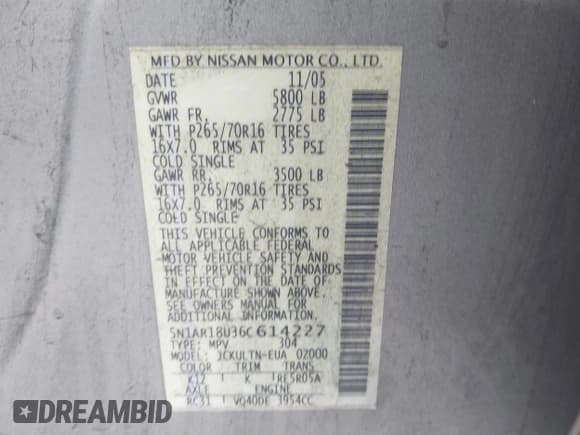 MFD BY NISSAN MOTOR CO., LTD.
DATE 11/05
GVWR 5800 LB
GAWR FR. 2775 LB
WITH P265/70R16 TIRES
16X7.0 RIMS AT 35 PSI
COLD SINGLE
GAWR RR. 3500 LB
WITH P265/70R16 TIRES
16X7.0 RIMS AT 35 PSI
COLD SINGLE
THIS VEHICLE CONFORMS TO
ALL APPLICABLE FEDERAL
MOTOR VEHICLE SAFETY AND
THEFT PREVENTION STANDARDS
IN EFFECT ON THE DATE OF
MANUFACTURE SHOWN ABOVE.
SEE OWNERS MANUAL FOR
ADDITIONAL INFORMATION.
5N1AR18U36C614227
TYPE: MPV 304
MODEL: JCKULTN-EUA 02000
COLOR TRIM TRANS
K12 K RE5R05A
AXLE ENGINE
RC31 VQ40DE 3954CC
DREAMBID